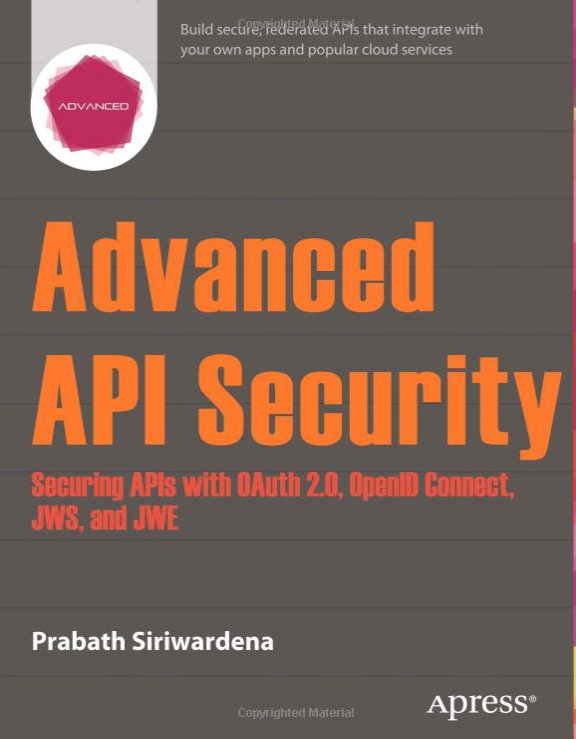 Copyrighted Material
Build secure, federated APIs that integrate with
your own apps and popular cloud services
ADVANCED
Advanced
API Security
Securing APIs with OAuth 2.0, OpenID Connect,
JWS, and JWE
Prabath Siriwardena
Apress®
Copyrighted Material